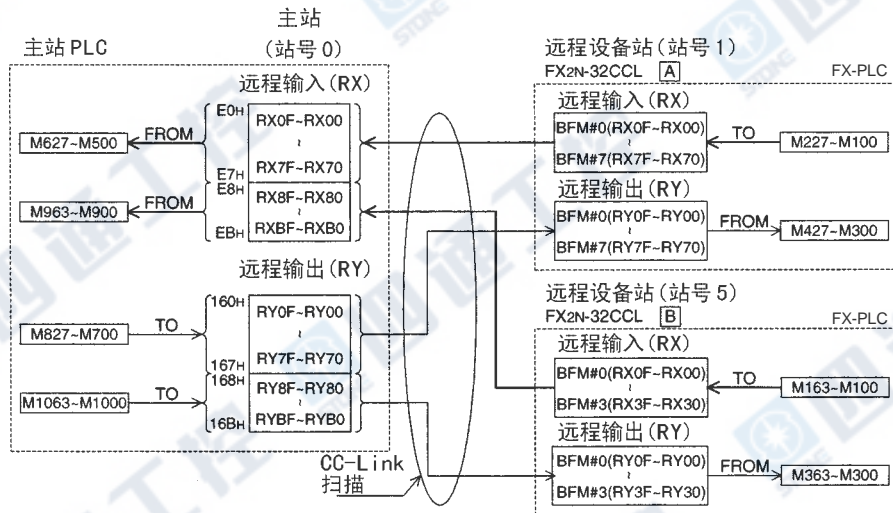 主站
(站号 0)
主站 PLC
远程输入(RX)
E0H
RX0F~RX00
~
RX7F~RX70
E7H
E8H
RX8F~RX80
~
RXBF~RXB0
EBH
M627~M500
FROM
M963~M900
FROM
远程输出(RY)
160H
RY0F~RY00
~
RY7F~RY70
167H
168H
RY8F~RY80
~
RYBF~RYB0
16BH
M827~M700
TO
M1063~M1000
TO
CC-Link
扫描
远程设备站(站号 1)
FX2N-32CCL A
FX-PLC
远程输入(RX)
BFM#0(RX0F~RX00)
~
BFM#7(RX7F~RX70)
TO
M227~M100
远程输出(RY)
BFM#0(RY0F~RY00)
~
BFM#7(RY7F~RY70)
FROM
M427~M300
远程设备站(站号 5)
FX2N-32CCL B
FX-PLC
远程输入(RX)
BFM#0(RX0F~RX00)
~
BFM#3(RX3F~RX30)
TO
M163~M100
远程输出(RY)
BFM#0(RY0F~RY00)
~
BFM#3(RY3F~RY30)
FROM
M363~M300
STONE
四通工控